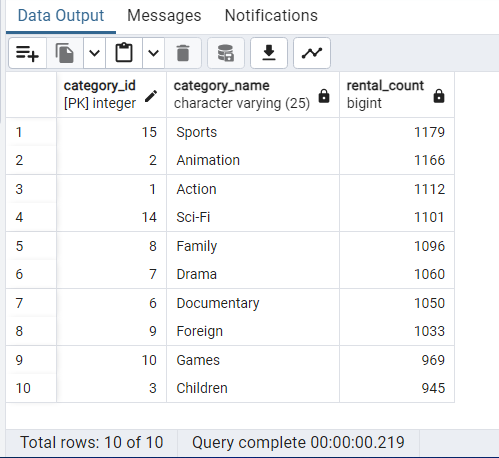 Data Output Messages Notifications
category_id category_name rental_count
[PK] integer character varying (25) bigint
1 15 Sports 1179
2 2 Animation 1166
3 1 Action 1112
4 14 Sci-Fi 1101
5 8 Family 1096
6 7 Drama 1060
7 6 Documentary 1050
8 9 Foreign 1033
9 10 Games 969
10 3 Children 945
Total rows: 10 of 10 Query complete 00:00:00.219